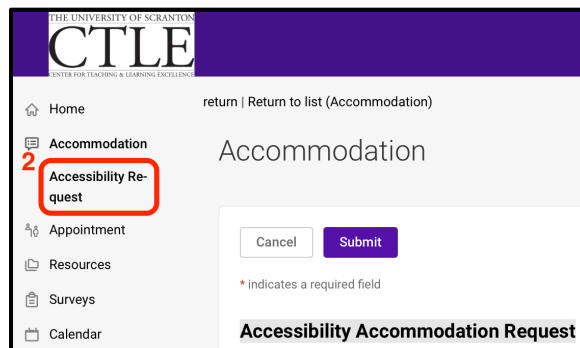 THE UNIVERSITY OF SCRANTON
CTLE
CENTER FOR TEACHING & LEARNING EXCELLENCE
Home
Accommodation
2
Accessibility Re-
quest
Appointment
Resources
Surveys
Calendar
return | Return to list (Accommodation)
Accommodation
Cancel
Submit
* indicates a required field
Accessibility Accommodation Request